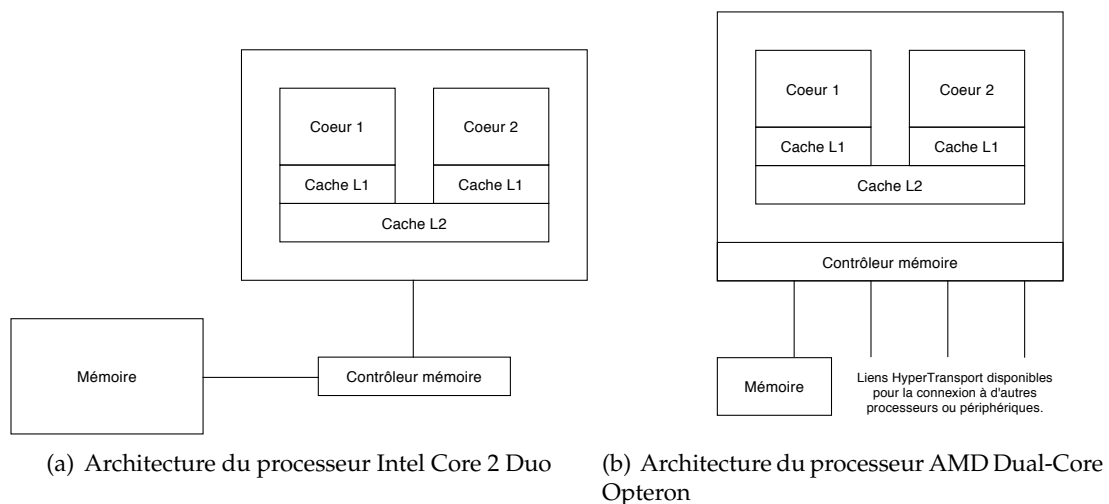 Coeur 1
Coeur 2
Cache L1
Cache L1
Cache L2
Mémoire
Contrôleur mémoire
(a) Architecture du processeur Intel Core 2 Duo
Coeur 1
Coeur 2
Cache L1
Cache L1
Cache L2
Contrôleur mémoire
Mémoire
Liens HyperTransport disponibles
pour la connexion à d'autres
processeurs ou périphériques.
(b) Architecture du processeur AMD Dual-Core
Opteron